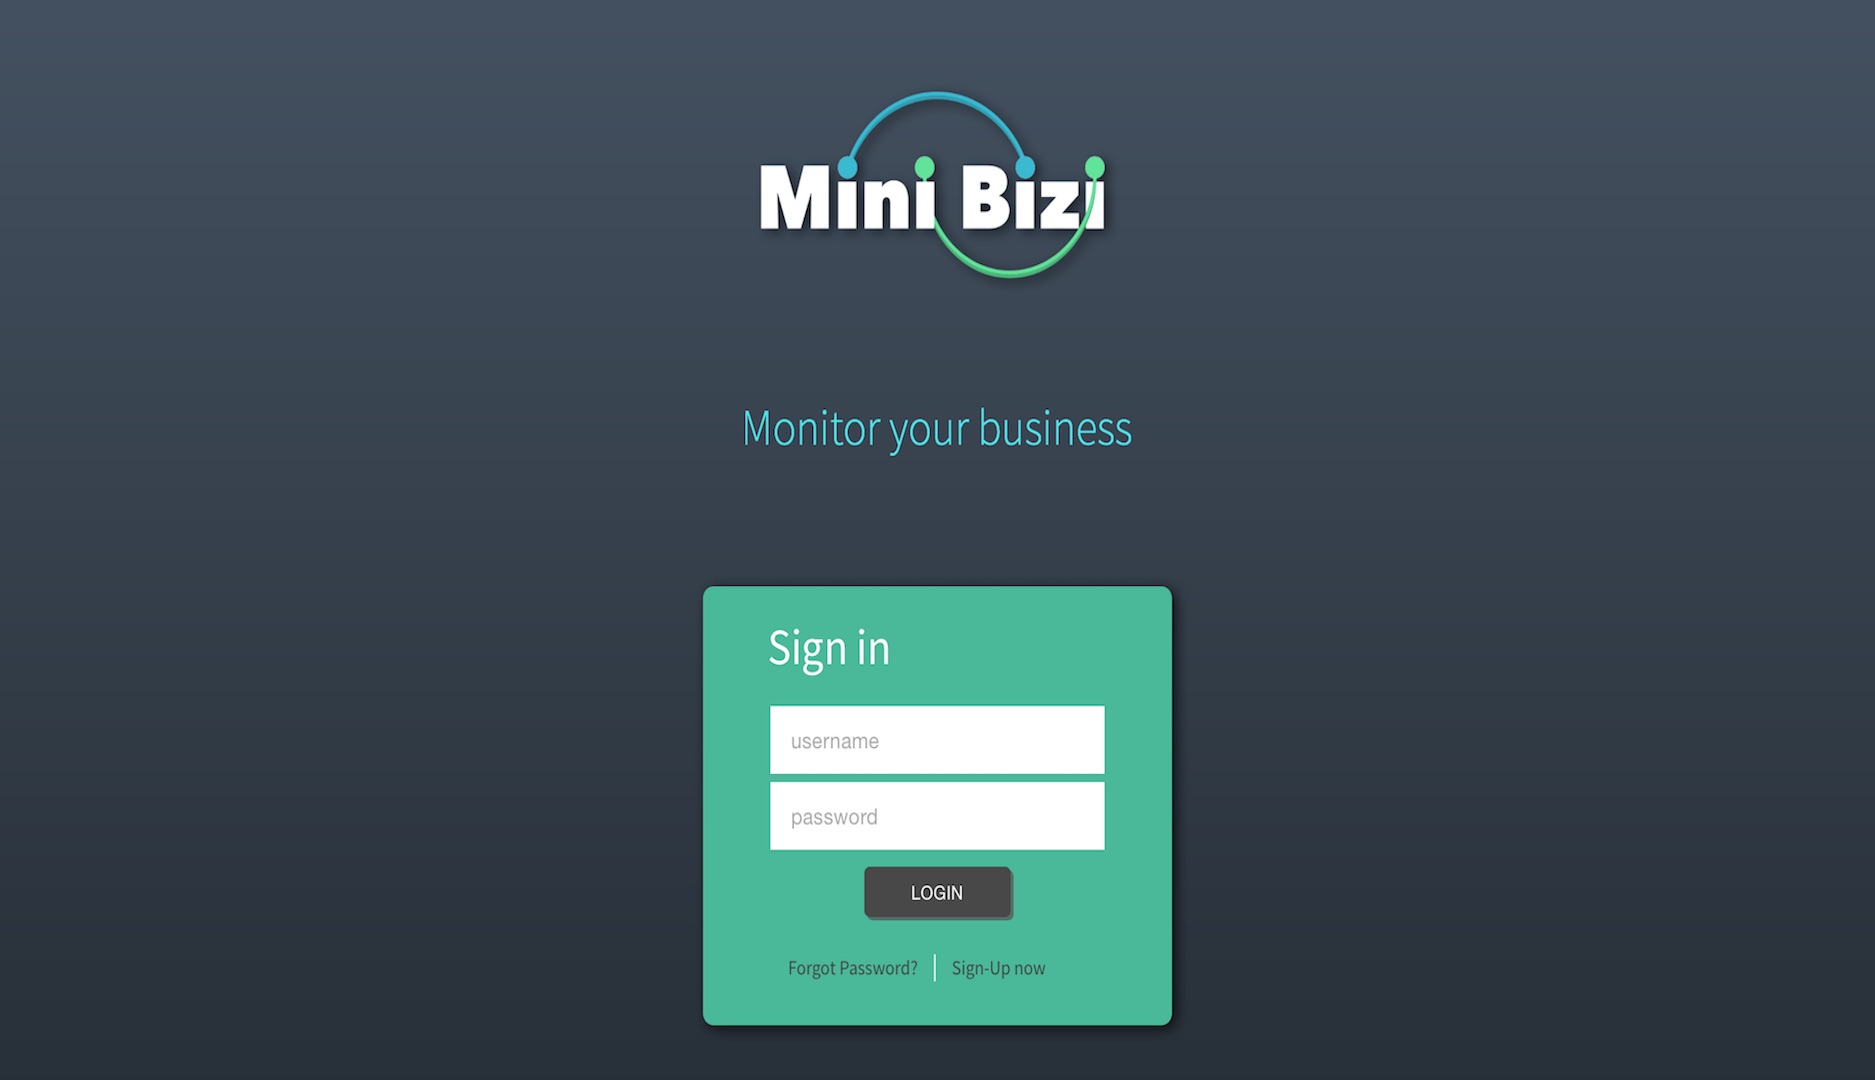 Mini Bizi
Monitor your business
Sign in
username
password
LOGIN
Forgot Password? | Sign-Up now